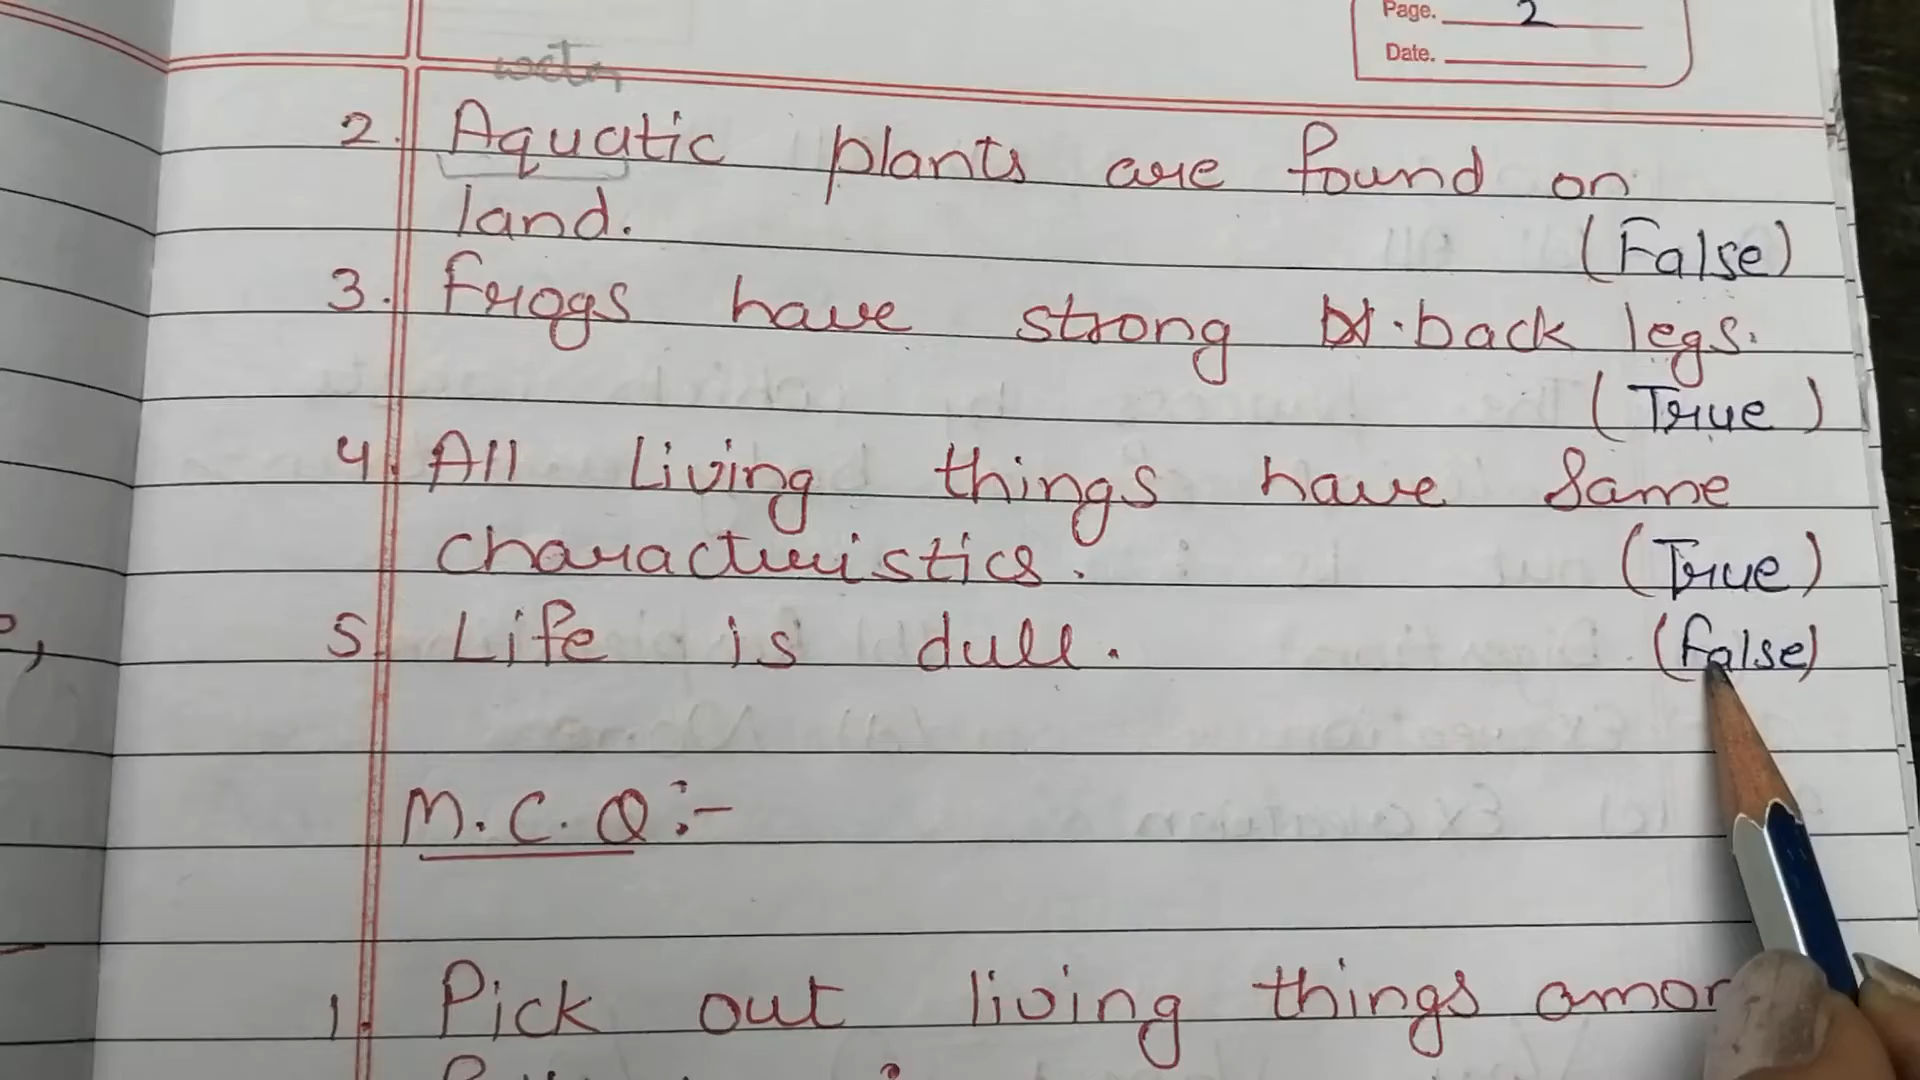 Page. 2
Date.
water
2. Aquatic plants are found on
land.
(False)
3. Frogs have strong back legs.
(True)
4. All Living things have Same
characteristics. (True)
5 Life is dull. (False)
M.C.Q:-
1. Pick out living things amon